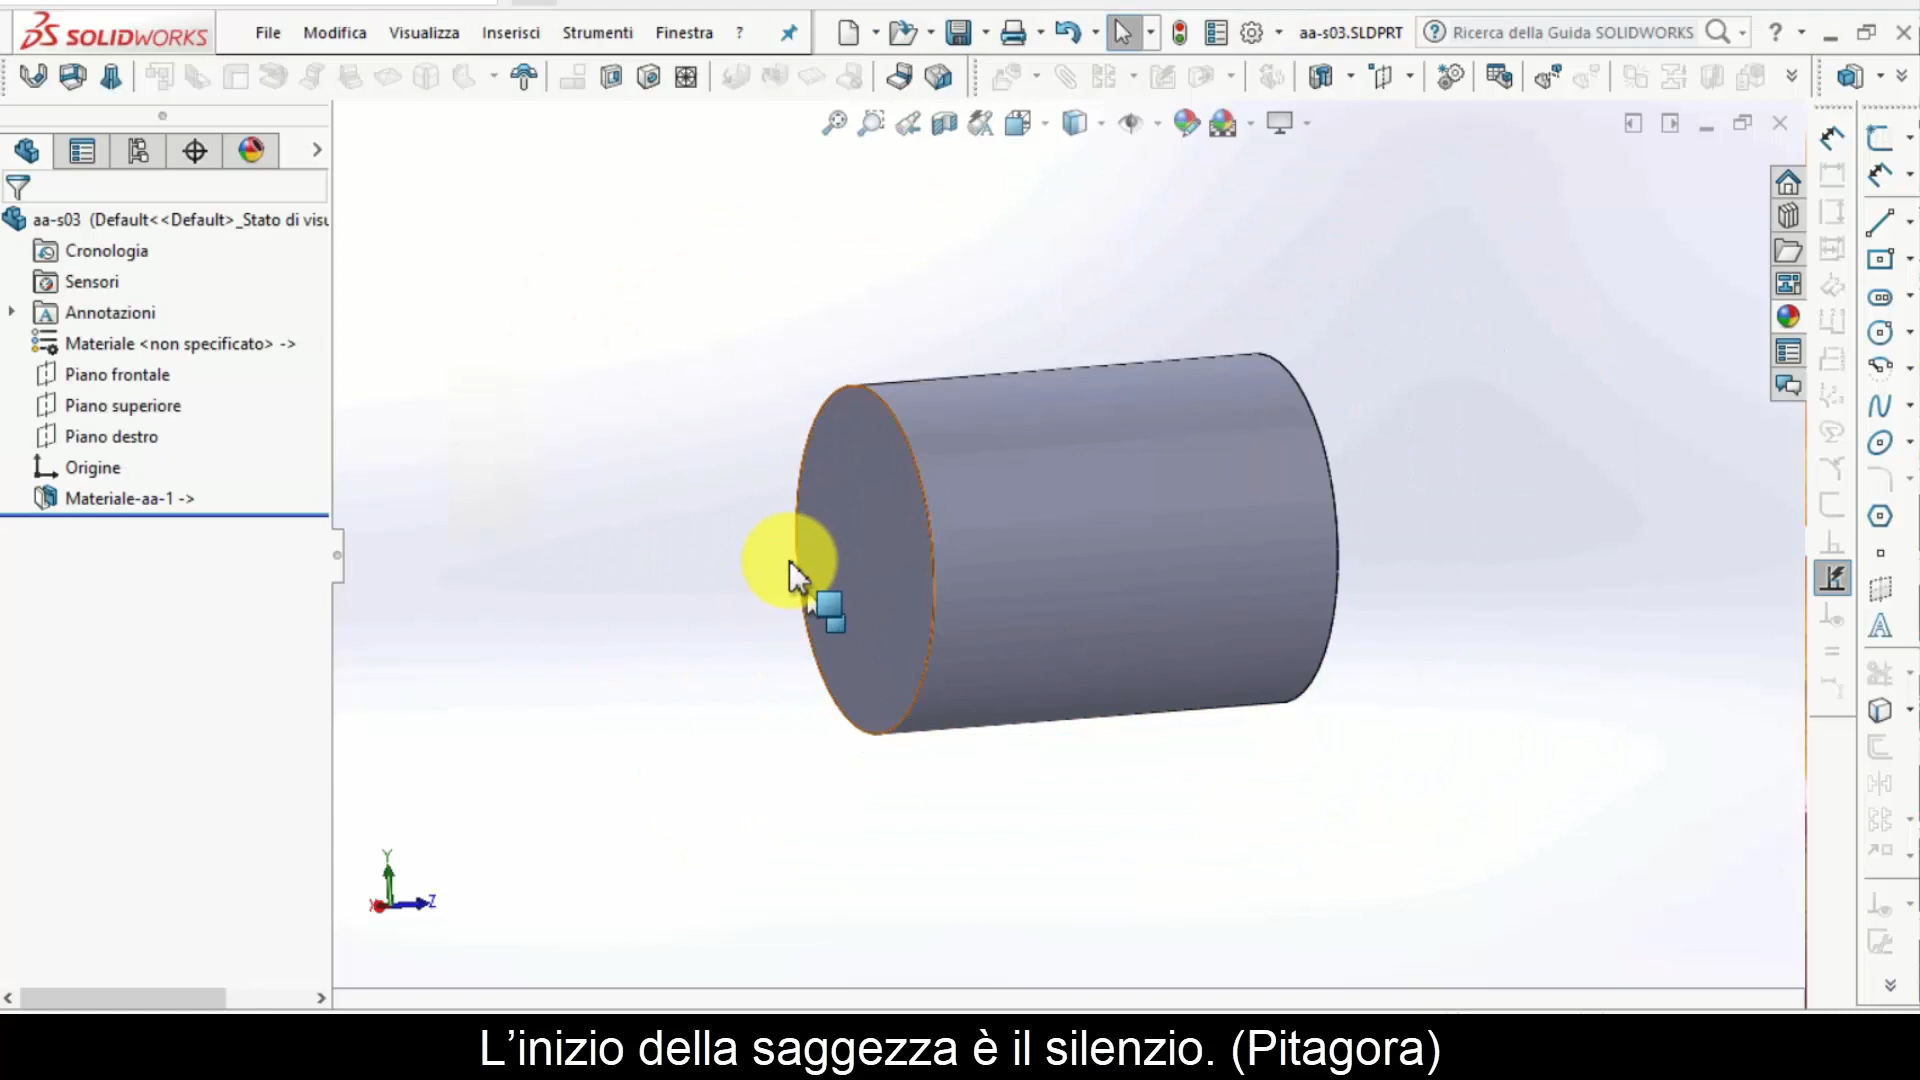 SOLIDWORKS
File Modifica Visualizza Inserisci Strumenti Finestra ?
aa-s03.SLDPRT
Ricerca della Guida SOLIDWORKS
aa-s03 (Default<<Default>_Stato di visu
Cronologia
Sensori
Annotazioni
Materiale <non specificato> ->
Piano frontale
Piano superiore
Piano destro
Origine
Materiale-aa-1 ->
Y
X
Z
L’inizio della saggezza è il silenzio. (Pitagora)